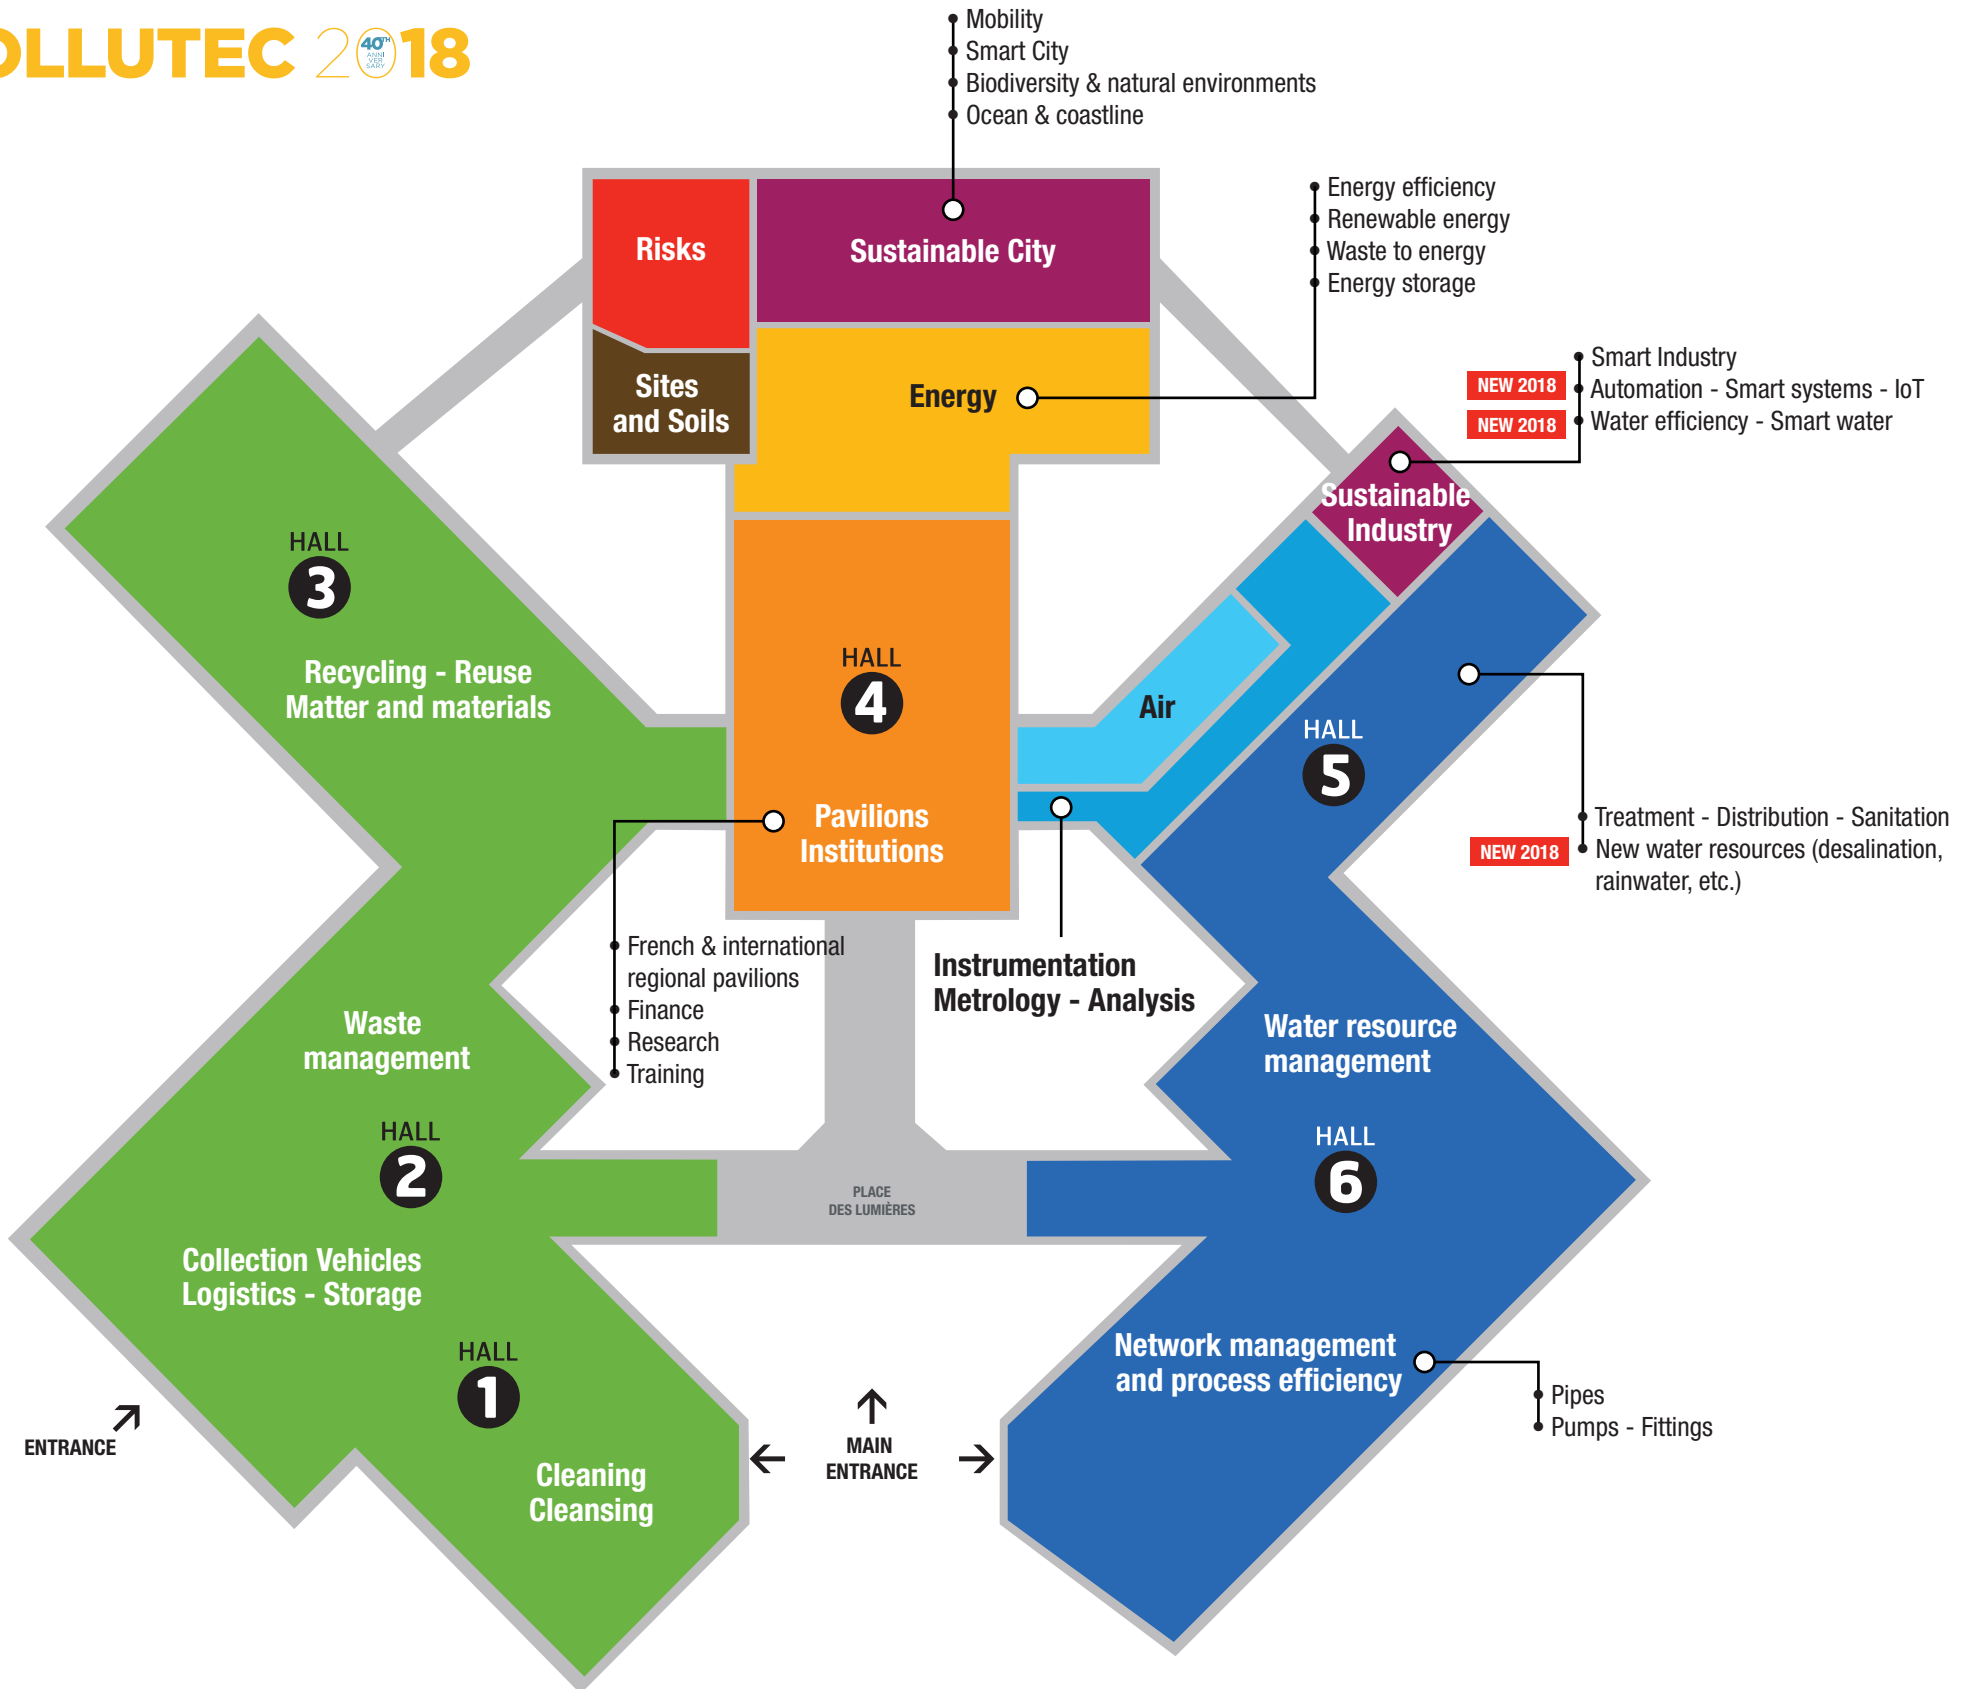 OLLUTEC 2018
40TH
ANNI
VER
SARY
Mobility
Smart City
Biodiversity & natural environments
Ocean & coastline
Risks
Sustainable City
Energy efficiency
Renewable energy
Waste to energy
Energy storage
Sites
and Soils
Energy
Smart Industry
NEW 2018 Automation - Smart systems - IoT
NEW 2018 Water efficiency - Smart water
Sustainable
Industry
HALL
3
Recycling - Reuse
Matter and materials
HALL
4
Air
HALL
5
Pavilions
Institutions
Treatment - Distribution - Sanitation
NEW 2018 New water resources (desalination,
rainwater, etc.)
French & international
regional pavilions
Finance
Research
Training
Instrumentation
Metrology - Analysis
Waste
management
Water resource
management
HALL
2
HALL
6
PLACE
DES LUMIÈRES
Collection Vehicles
Logistics - Storage
HALL
1
Network management
and process efficiency
Pipes
Pumps - Fittings
ENTRANCE
MAIN
ENTRANCE
Cleaning
Cleansing